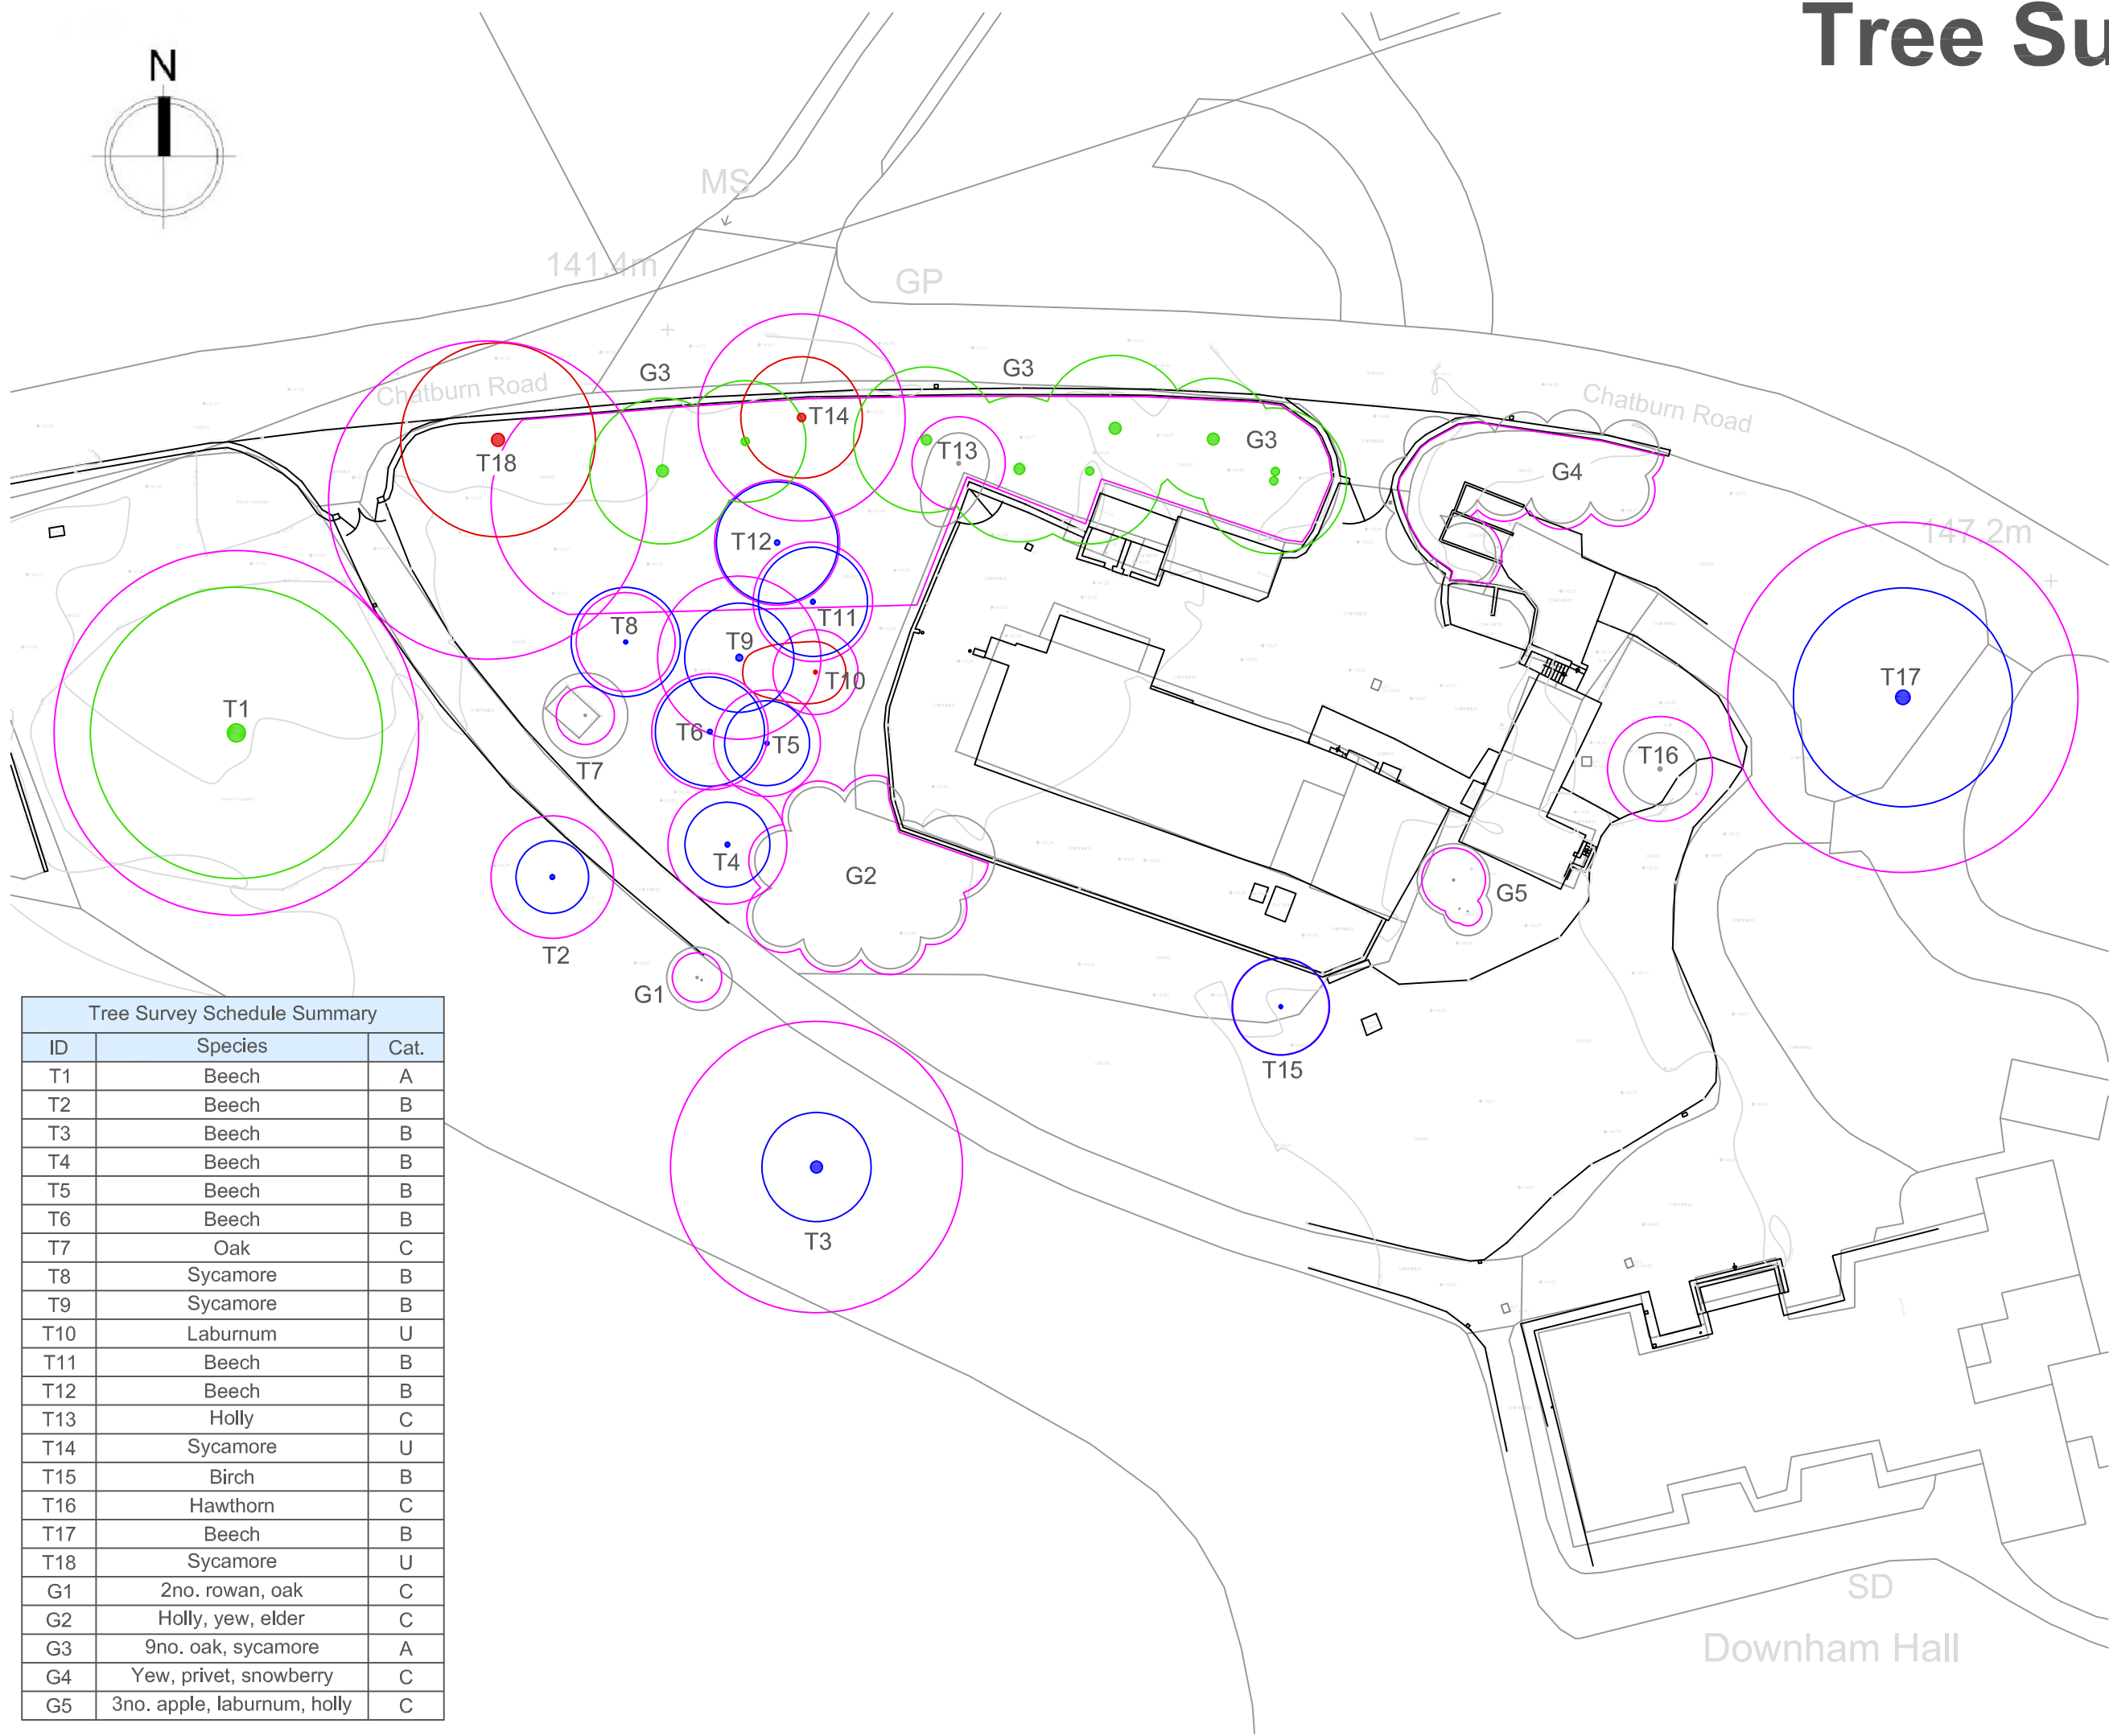 Tree Su
N
MS
141.4m
GP
Chatburn Road
G3
G3
Chatburn Road
T14
T13
G3
T18
G4
147.2m
T12
T11
T8
T9
T10
T17
T1
T6
T5
T16
T7
T4
G2
G5
T2
G1
T15
T3
SD
Downham Hall
Tree Survey Schedule Summary
ID Species Cat.
T1 Beech A
T2 Beech B
T3 Beech B
T4 Beech B
T5 Beech B
T6 Beech B
T7 Oak C
T8 Sycamore B
T9 Sycamore B
T10 Laburnum U
T11 Beech B
T12 Beech B
T13 Holly C
T14 Sycamore U
T15 Birch B
T16 Hawthorn C
T17 Beech B
T18 Sycamore U
G1 2no. rowan, oak C
G2 Holly, yew, elder C
G3 9no. oak, sycamore A
G4 Yew, privet, snowberry C
G5 3no. apple, laburnum, holly C